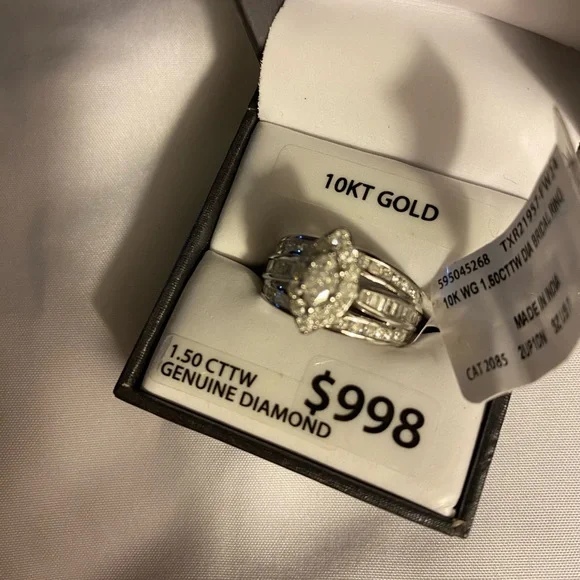 10KT GOLD
1.50 CTTW
GENUINE DIAMOND
$998
595045268
10K WG 1.50CTTW DIA BRIDAL RING
MADE IN INDIA
CAT 2085